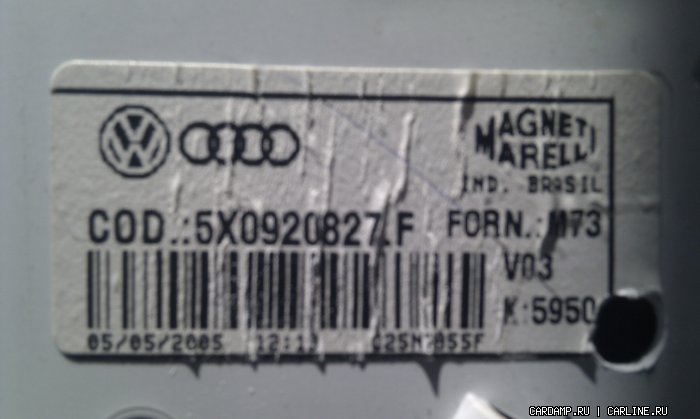 MAGNETI
MARELLI
IND. BRASIL
COD.:5X0920827.F FORN.:M73
V03
K:5950
05/05/2005 12:13
CARDAMP.RU | CARLINE.RU